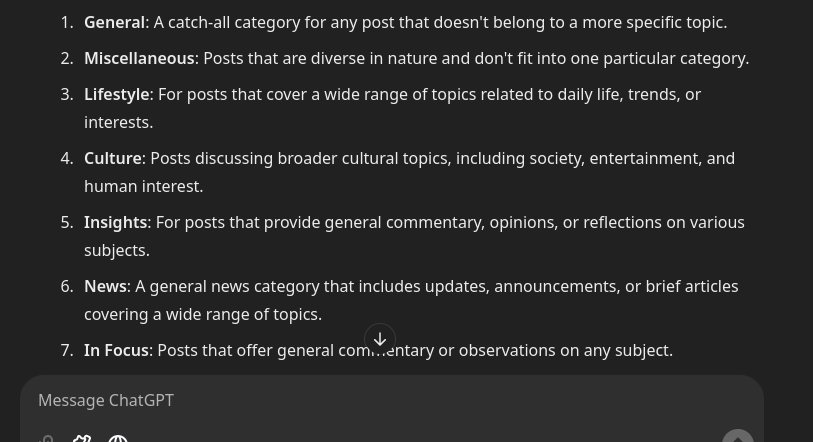 1. General: A catch-all category for any post that doesn't belong to a more specific topic.
2. Miscellaneous: Posts that are diverse in nature and don't fit into one particular category.
3. Lifestyle: For posts that cover a wide range of topics related to daily life, trends, or
interests.
4. Culture: Posts discussing broader cultural topics, including society, entertainment, and
human interest.
5. Insights: For posts that provide general commentary, opinions, or reflections on various
subjects.
6. News: A general news category that includes updates, announcements, or brief articles
covering a wide range of topics.
7. In Focus: Posts that offer general commentary or observations on any subject.
Message ChatGPT